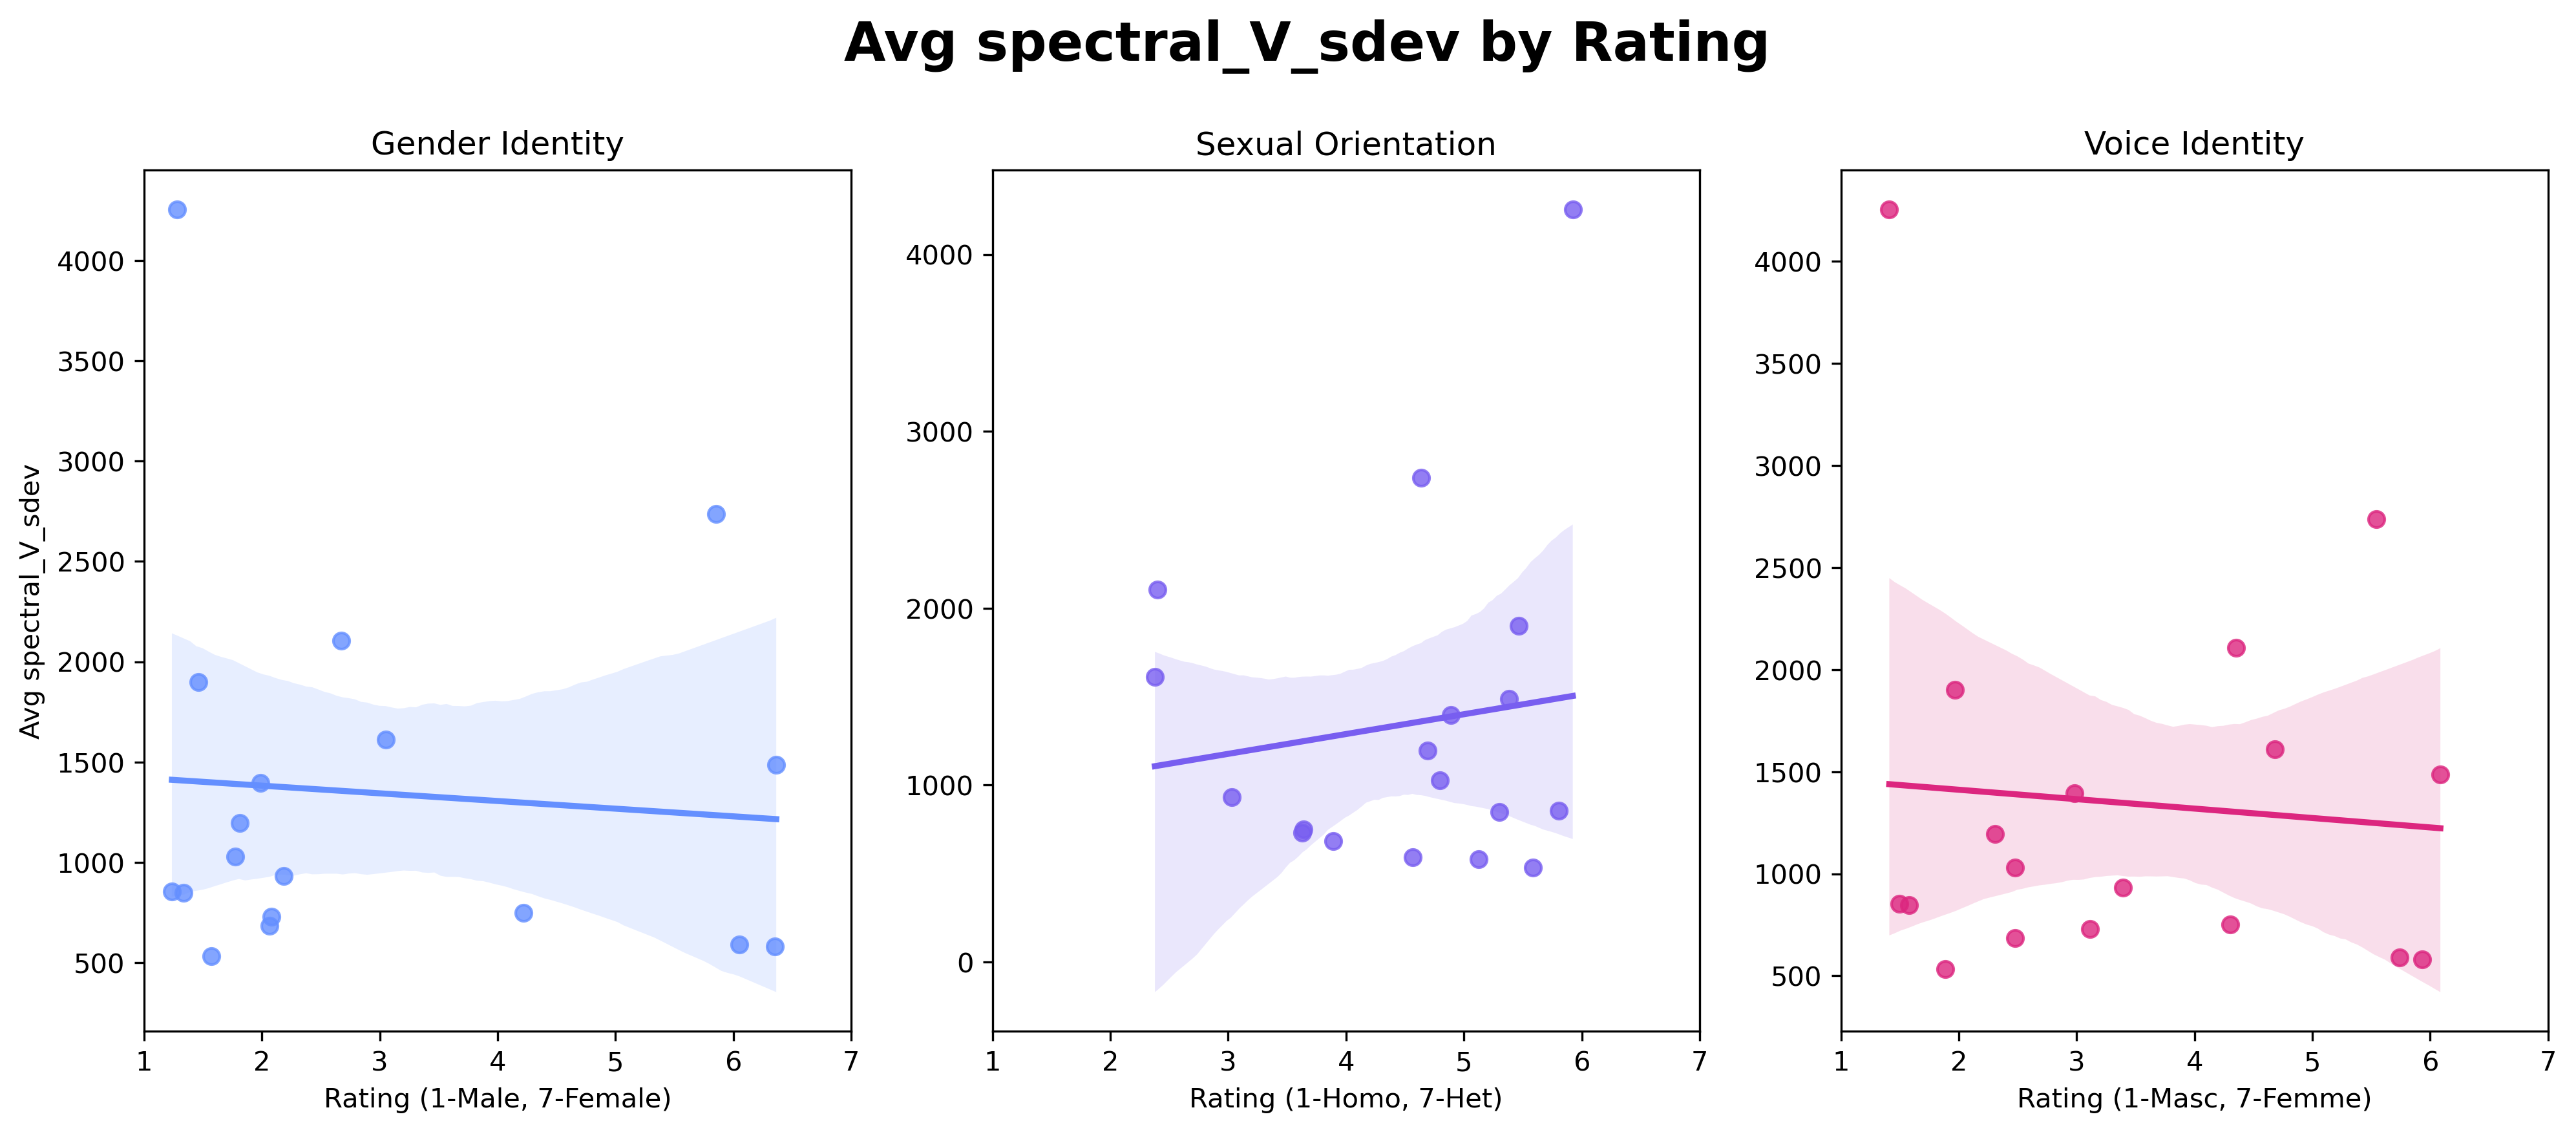 Avg spectral_V_sdev by Rating
Gender Identity
Sexual Orientation
Voice Identity
Avg spectral_V_sdev
4000
3500
3000
2500
2000
1500
1000
500
1 2 3 4 5 6 7
Rating (1-Male, 7-Female)
4000
3000
2000
1000
0
1 2 3 4 5 6 7
Rating (1-Homo, 7-Het)
4000
3500
3000
2500
2000
1500
1000
500
1 2 3 4 5 6 7
Rating (1-Masc, 7-Femme)